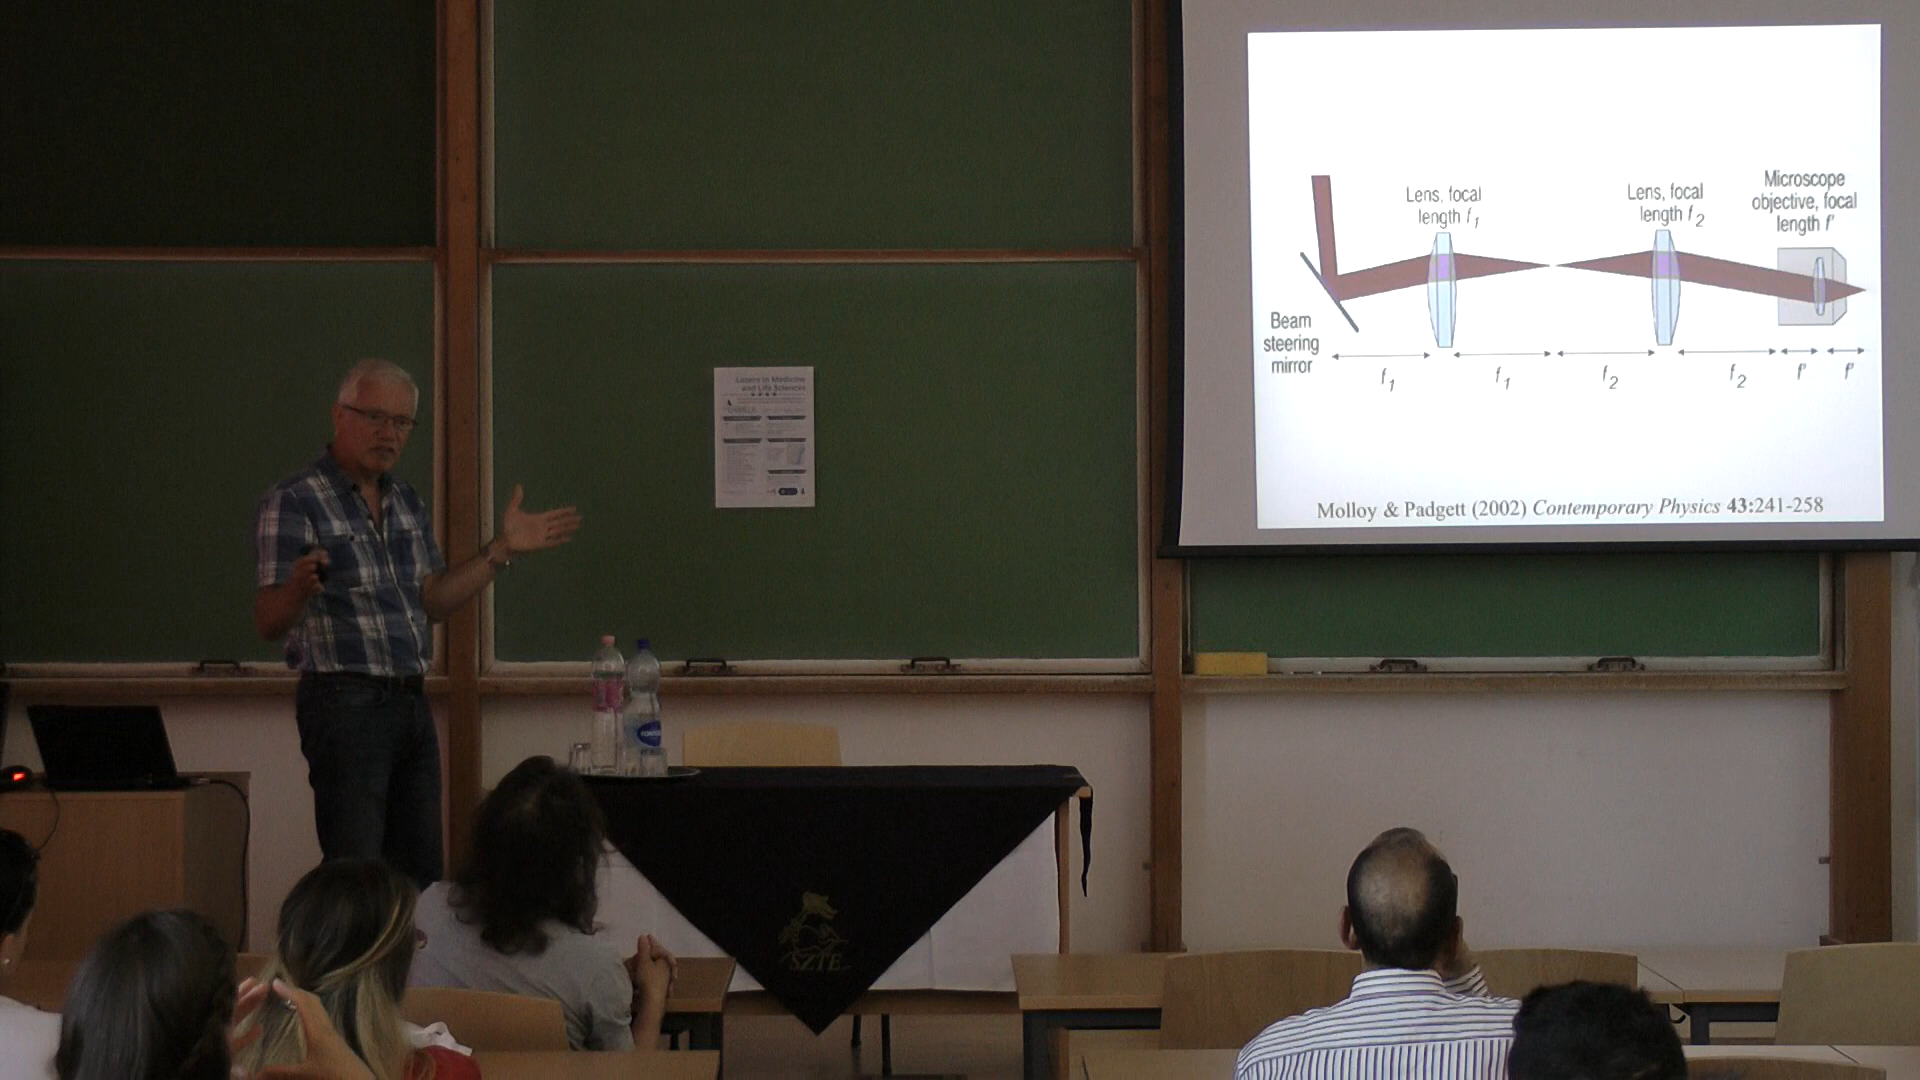 Lens, focal
length f1
Lens, focal
length f2
Microscope
objective, focal
length f'
Beam
steering
mirror
f1
f1
f2
f2
f'
f'
Molloy & Padgett (2002) Contemporary Physics 43:241-258
Lasers in Medicine
and Life Sciences
SZTE